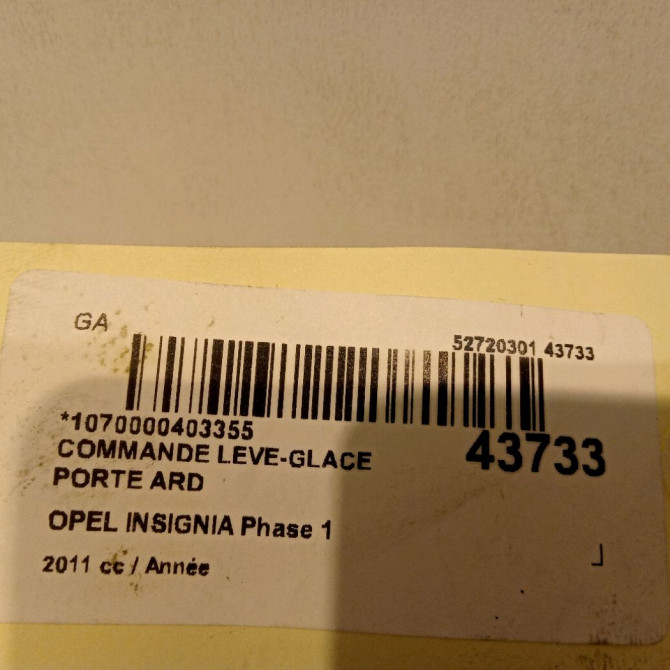 GA
52720301 43733
*1070000403355
43733
COMMANDE LEVE-GLACE
PORTE ARD
OPEL INSIGNIA Phase 1
2011 cc / Année